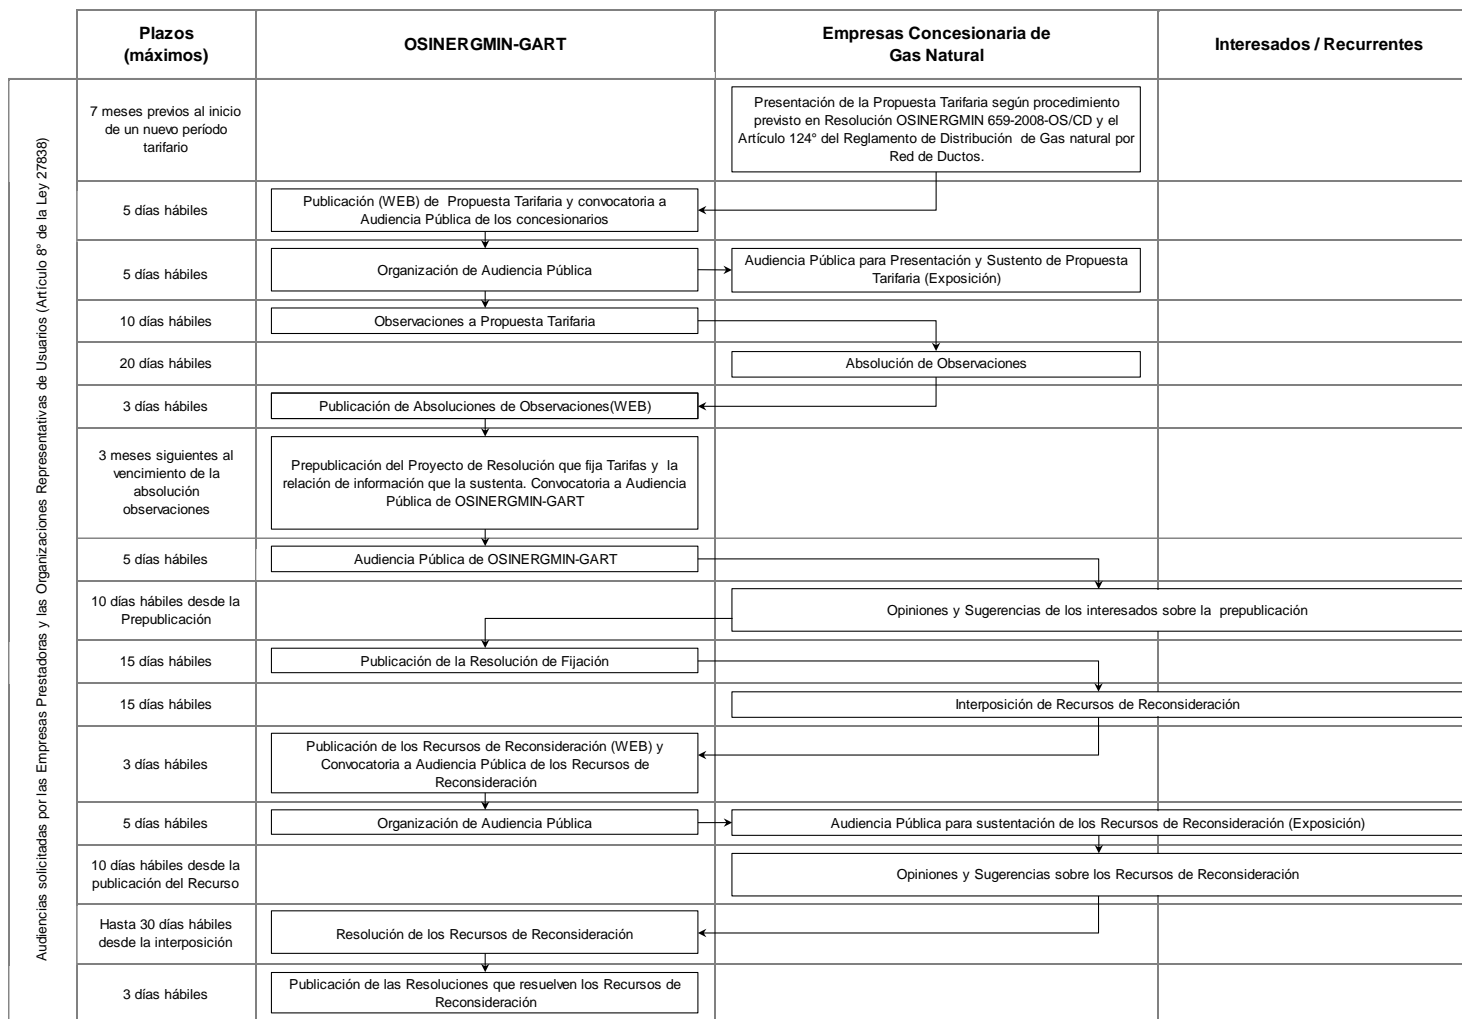 Plazos
(máximos)
OSINERGMIN-GART
Empresas Concesionaria de
Gas Natural
Interesados / Recurrentes
Audiencias solicitadas por las Empresas Prestadoras y las Organizaciones Representativas de Usuarios (Artículo 8° de la Ley 27838)
7 meses previos al inicio
de un nuevo período
tarifario
Presentación de la Propuesta Tarifaria según procedimiento
previsto en Resolución OSINERGMIN 659-2008-OS/CD y el
Artículo 124° del Reglamento de Distribución de Gas natural por
Red de Ductos.
5 días hábiles
Publicación (WEB) de Propuesta Tarifaria y convocatoria a
Audiencia Pública de los concesionarios
5 días hábiles
Organización de Audiencia Pública
Audiencia Pública para Presentación y Sustento de Propuesta
Tarifaria (Exposición)
10 días hábiles
Observaciones a Propuesta Tarifaria
20 días hábiles
Absolución de Observaciones
3 días hábiles
Publicación de Absoluciones de Observaciones(WEB)
3 meses siguientes al
vencimiento de la
absolución
observaciones
Prepublicación del Proyecto de Resolución que fija Tarifas y la
relación de información que la sustenta. Convocatoria a Audiencia
Pública de OSINERGMIN-GART
5 días hábiles
Audiencia Pública de OSINERGMIN-GART
10 días hábiles desde la
Prepublicación
Opiniones y Sugerencias de los interesados sobre la prepublicación
15 días hábiles
Publicación de la Resolución de Fijación
15 días hábiles
Interposición de Recursos de Reconsideración
3 días hábiles
Publicación de los Recursos de Reconsideración (WEB) y
Convocatoria a Audiencia Pública de los Recursos de
Reconsideración
5 días hábiles
Organización de Audiencia Pública
Audiencia Pública para sustentación de los Recursos de Reconsideración (Exposición)
10 días hábiles desde la
publicación del Recurso
Opiniones y Sugerencias sobre los Recursos de Reconsideración
Hasta 30 días hábiles
desde la interposición
Resolución de los Recursos de Reconsideración
3 días hábiles
Publicación de las Resoluciones que resuelven los Recursos de
Reconsideración